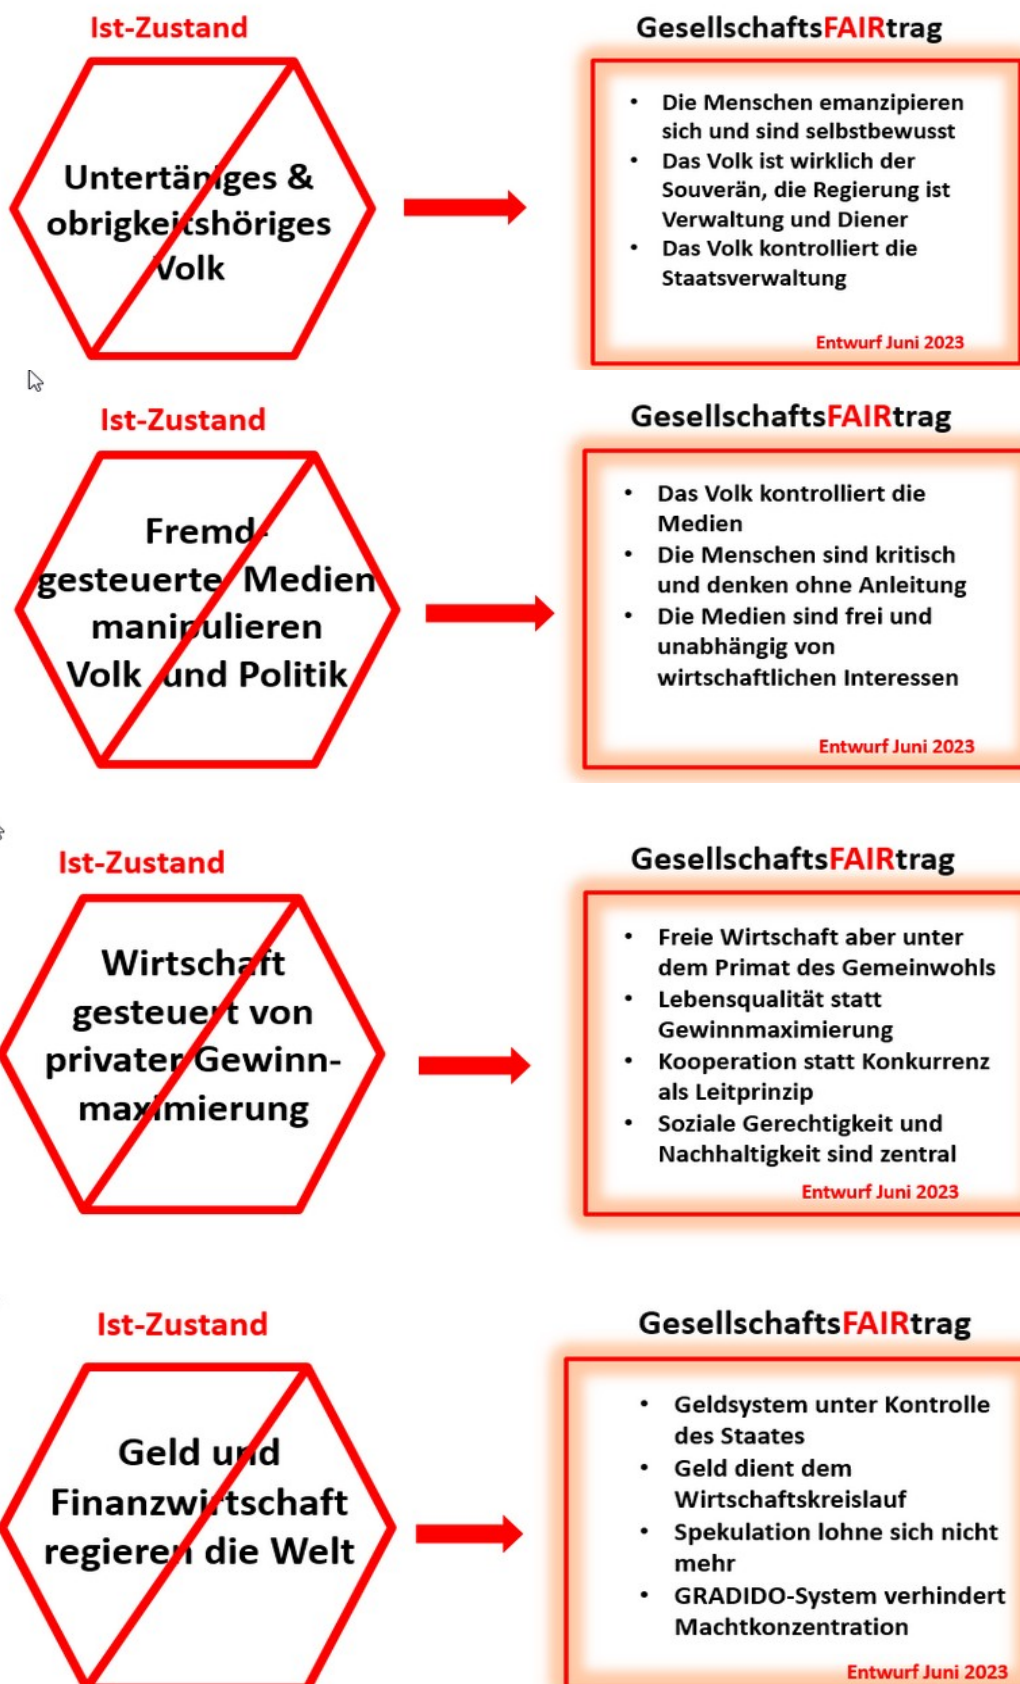 Ist-Zustand
Untertäniges &
obrigkeitshöriges
Volk
GesellschaftsFAIRtrag
• Die Menschen emanzipieren
sich und sind selbstbewusst
• Das Volk ist wirklich der
Souverän, die Regierung ist
Verwaltung und Diener
• Das Volk kontrolliert die
Staatsverwaltung
Entwurf Juni 2023
Ist-Zustand
Fremd-
gesteuerte Medien
manipulieren
Volk und Politik
GesellschaftsFAIRtrag
• Das Volk kontrolliert die
Medien
• Die Menschen sind kritisch
und denken ohne Anleitung
• Die Medien sind frei und
unabhängig von
wirtschaftlichen Interessen
Entwurf Juni 2023
Ist-Zustand
Wirtschaft
gesteuert von
privater Gewinn-
maximierung
GesellschaftsFAIRtrag
• Freie Wirtschaft aber unter
dem Primat des Gemeinwohls
• Lebensqualität statt
Gewinnmaximierung
• Kooperation statt Konkurrenz
als Leitprinzip
• Soziale Gerechtigkeit und
Nachhaltigkeit sind zentral
Entwurf Juni 2023
Ist-Zustand
Geld und
Finanzwirtschaft
regieren die Welt
GesellschaftsFAIRtrag
• Geldsystem unter Kontrolle
des Staates
• Geld dient dem
Wirtschaftskreislauf
• Spekulation lohne sich nicht
mehr
• GRADIDO-System verhindert
Machtkonzentration
Entwurf Juni 2023